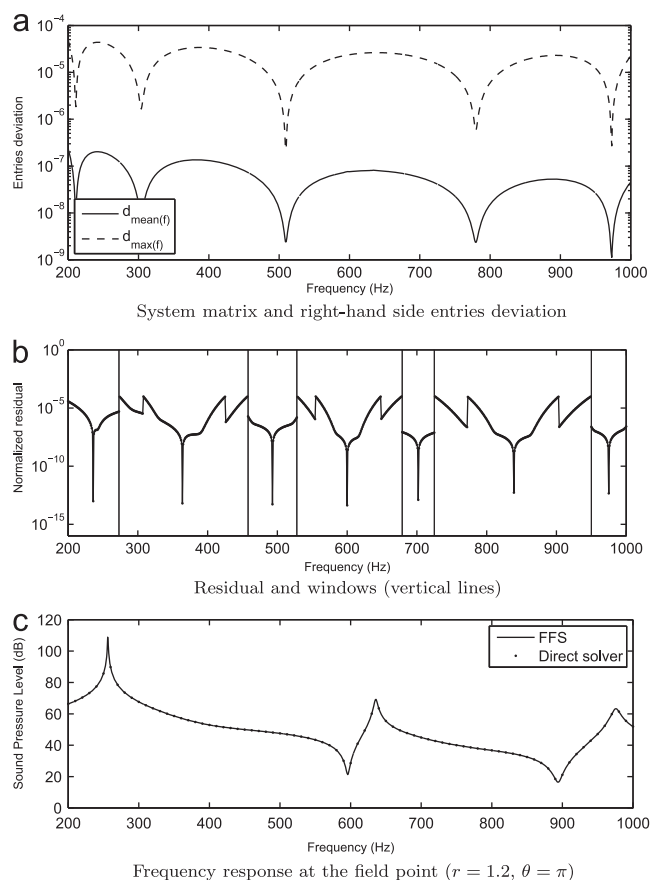 a
10^-4
10^-5
10^-6
10^-7
10^-8
10^-9
Entries deviation
d_mean(f)
d_max(f)
200 300 400 500 600 700 800 900 1000
Frequency (Hz)
System matrix and right-hand side entries deviation
b
10^0
10^-5
10^-10
10^-15
Normalized residual
200 300 400 500 600 700 800 900 1000
Frequency (Hz)
Residual and windows (vertical lines)
c
120
100
80
60
40
20
0
Sound Pressure Level (dB)
FFS
Direct solver
200 300 400 500 600 700 800 900 1000
Frequency (Hz)
Frequency response at the field point (r = 1.2, θ = π)